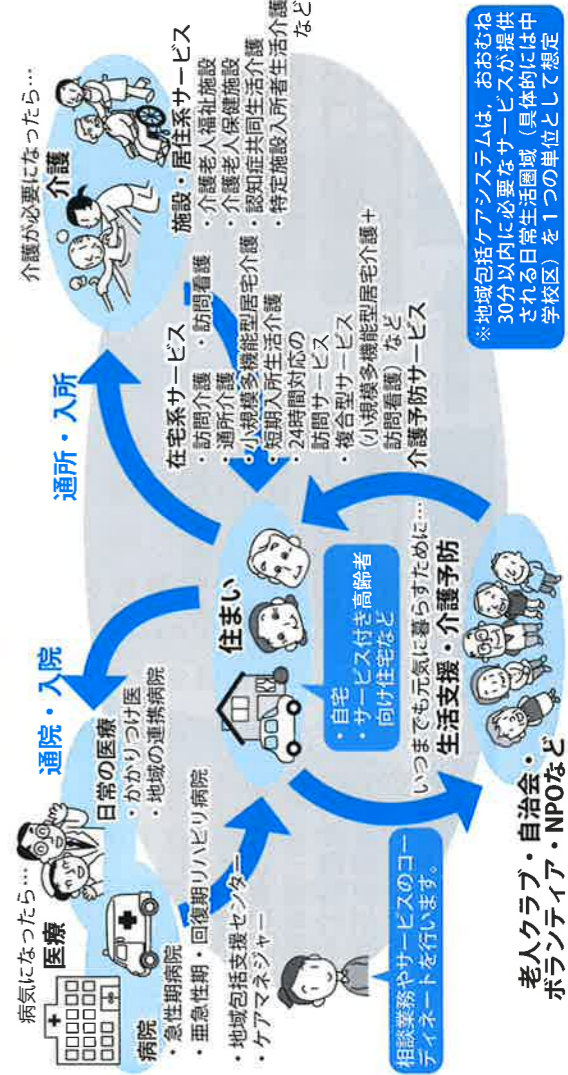 病気になったら…
医療
病院
・急性期病院
・亜急性期・回復期リハビリ病院
日常の医療
・かかりつけ医
・地域の連携病院
通院・入院
・地域包括支援センター
・ケアマネジャー
相談業務やサービスのコー
ディネートを行います。
住まい
・自宅
・サービス付き高齢者
向け住宅など
通所・入所
介護が必要になったら…
介護
在宅系サービス
・訪問介護 ・訪問看護
・通所介護
・小規模多機能型居宅介護
・短期入所生活介護
・24時間対応の
訪問サービス
・複合型サービス
(小規模多機能型居宅介護+
訪問看護) など
介護予防サービス
施設・居住系サービス
・介護老人福祉施設
・介護老人保健施設
・認知症共同生活介護
・特定施設入所者生活介護
など
いつまでも元気に暮らすために…
生活支援・介護予防
老人クラブ・自治会・
ボランティア・NPOなど
※地域包括ケアシステムは,おおむね
30分以内に必要なサービスが提供
される日常生活圏域(具体的には中
学校区)を1つの単位として想定